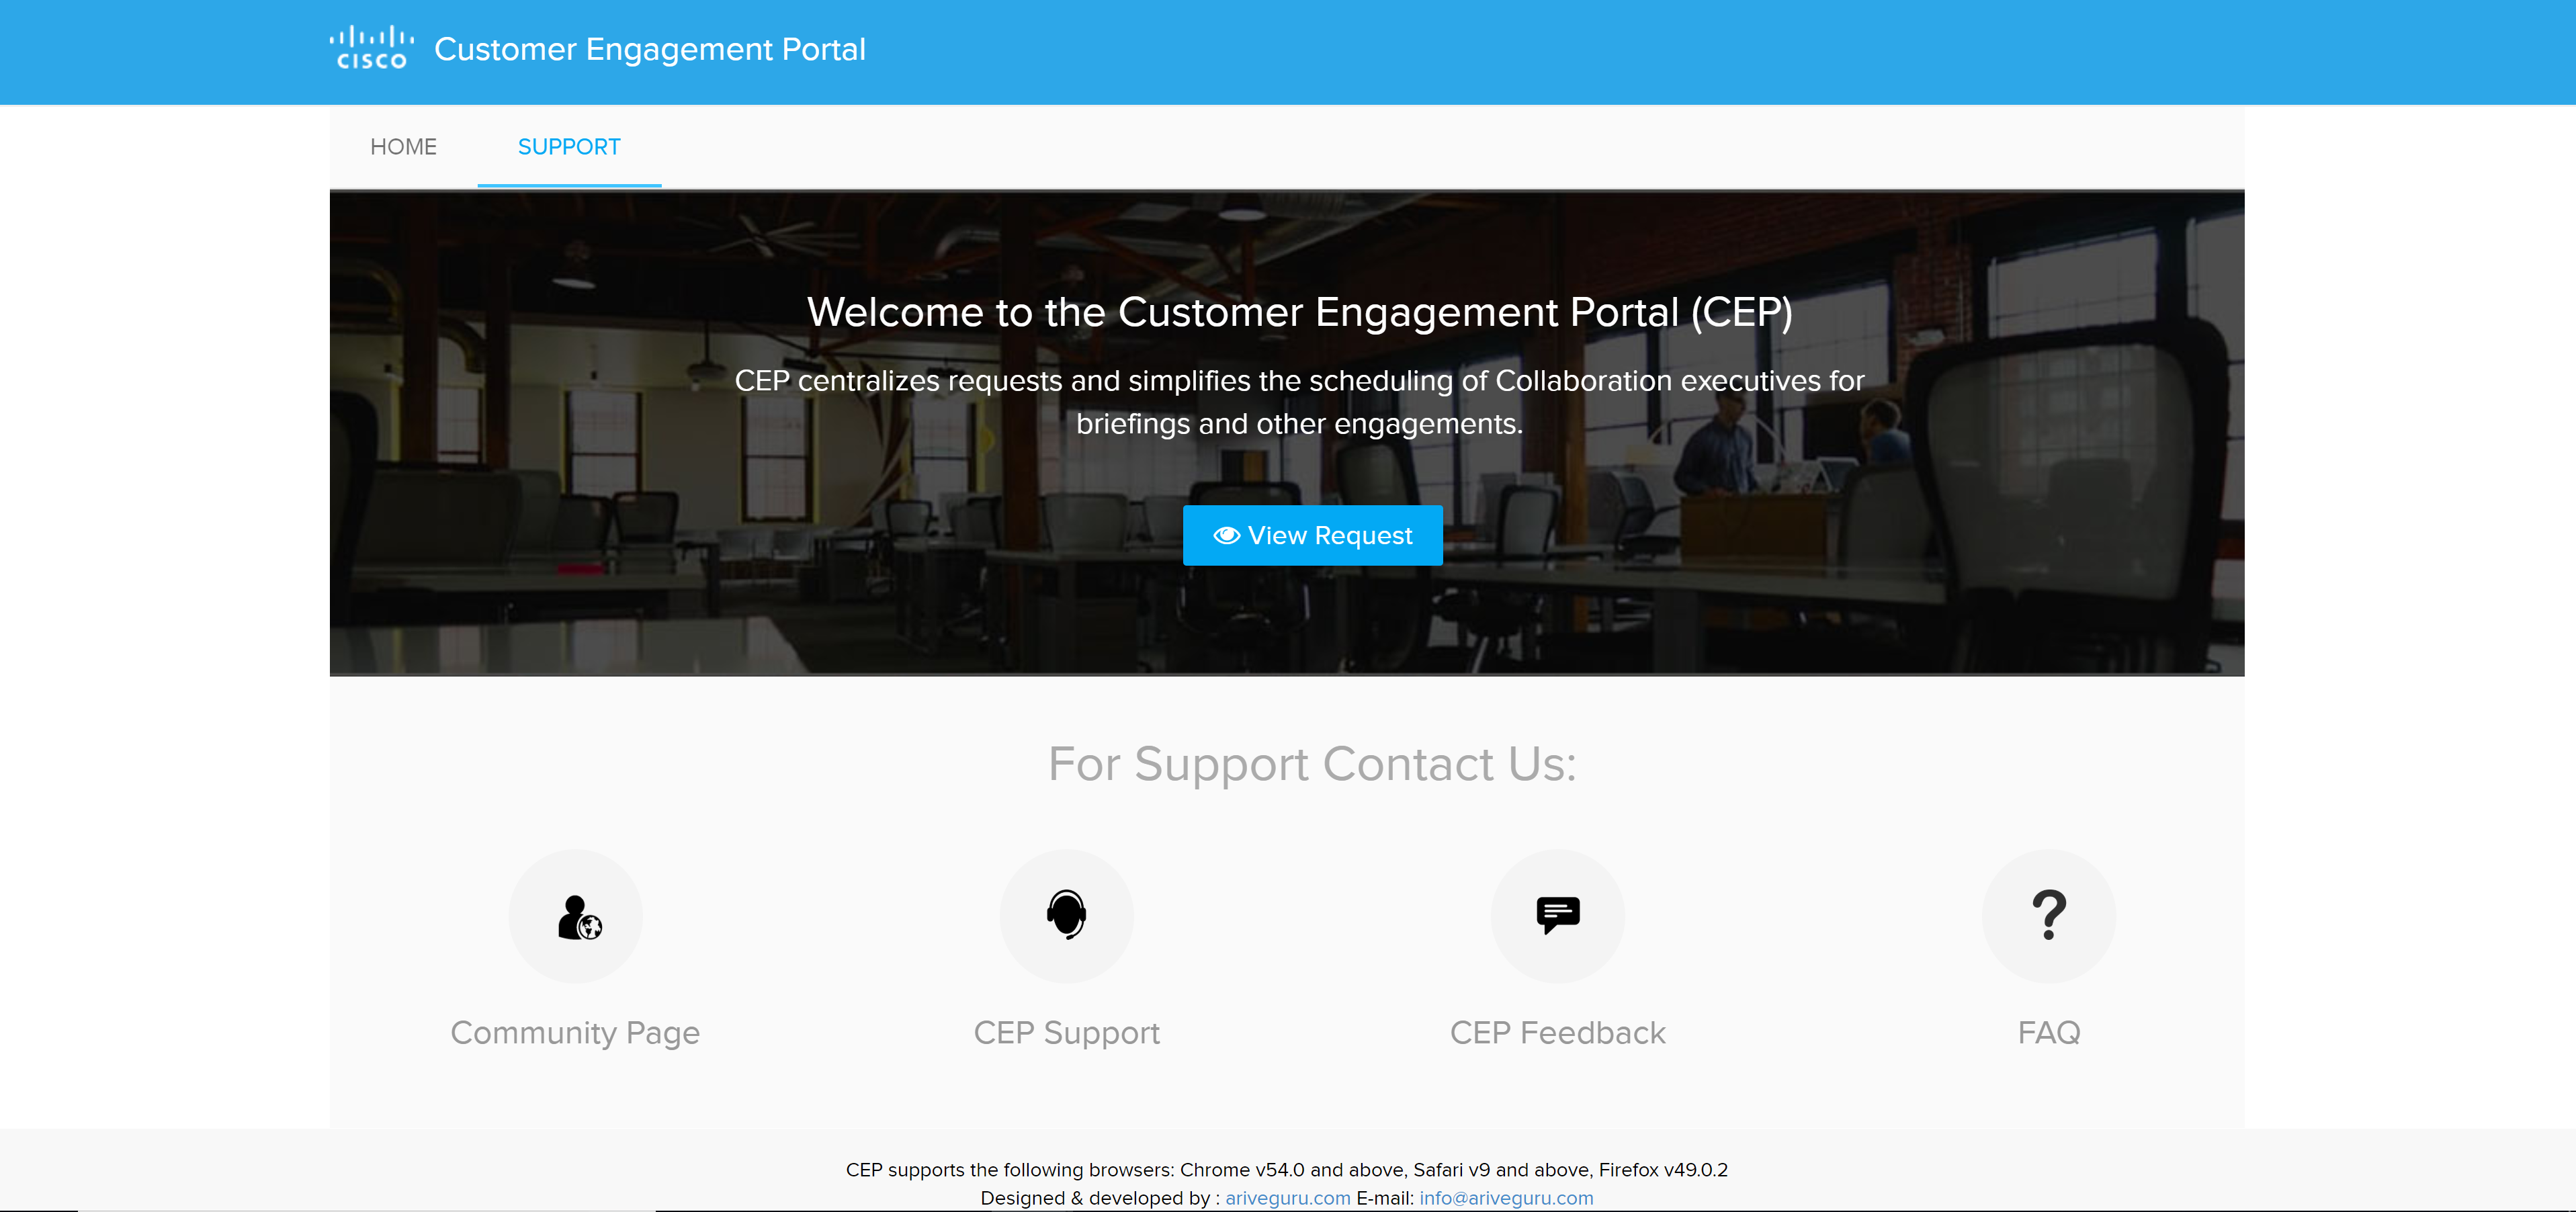 CISCO
Customer Engagement Portal
HOME
SUPPORT
Welcome to the Customer Engagement Portal (CEP)
CEP centralizes requests and simplifies the scheduling of Collaboration executives for
briefings and other engagements.
View Request
For Support Contact Us:
Community Page
CEP Support
CEP Feedback
FAQ
CEP supports the following browsers: Chrome v54.0 and above, Safari v9 and above, Firefox v49.0.2
Designed & developed by : ariveguru.com E-mail: info@ariveguru.com